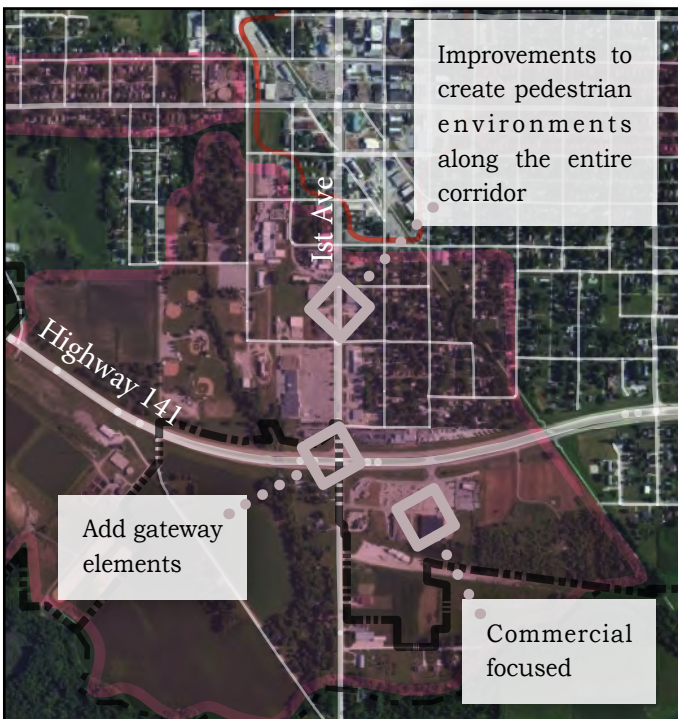 Improvements to
create pedestrian
environments
along the entire
corridor
1st Ave
Highway 141
Add gateway
elements
Commercial
focused